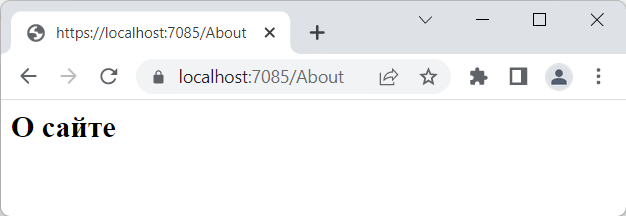 https://localhost:7085/About
localhost:7085/About
О сайте